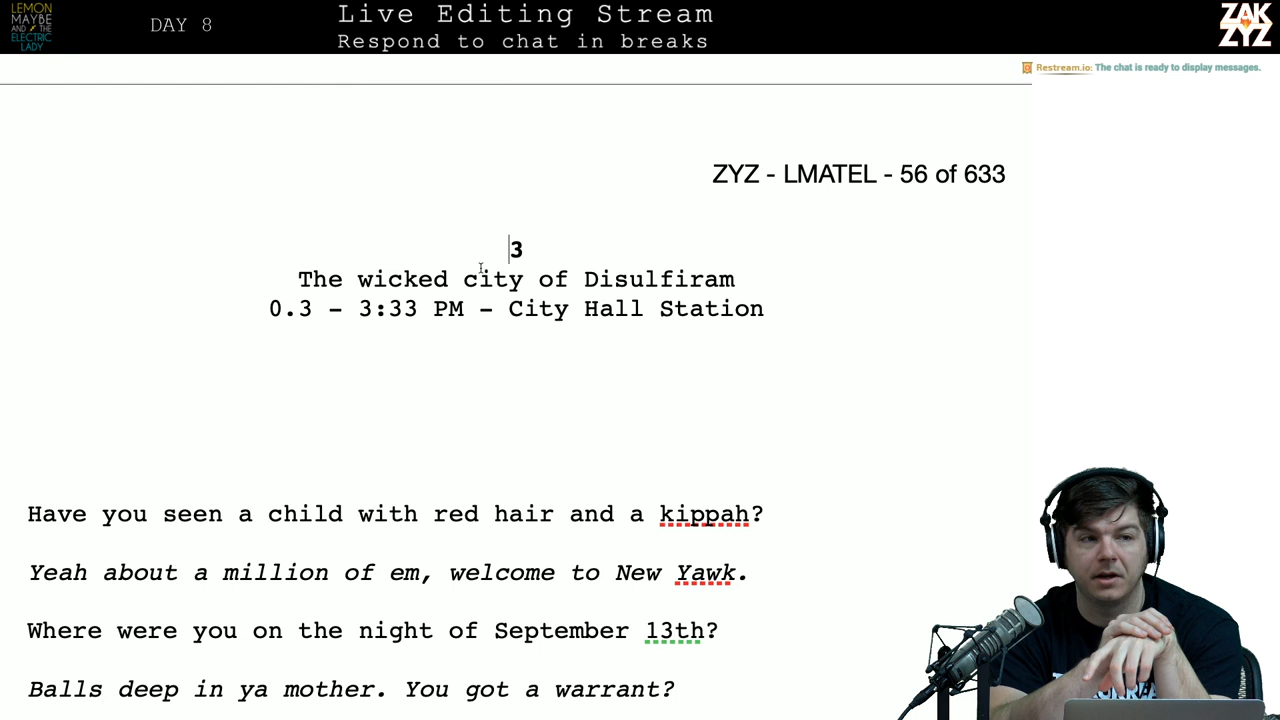 LEMON
MAYBE
AND THE
ELECTRIC
LADY
DAY 8
Live Editing Stream
Respond to chat in breaks
ZAK
ZYZ
Restream.io: The chat is ready to display messages.
ZYZ - LMATEL - 56 of 633
3
The wicked city of Disulfiram
0.3 – 3:33 PM – City Hall Station
Have you seen a child with red hair and a kippah?
Yeah about a million of em, welcome to New Yawk.
Where were you on the night of September 13th?
Balls deep in ya mother. You got a warrant?